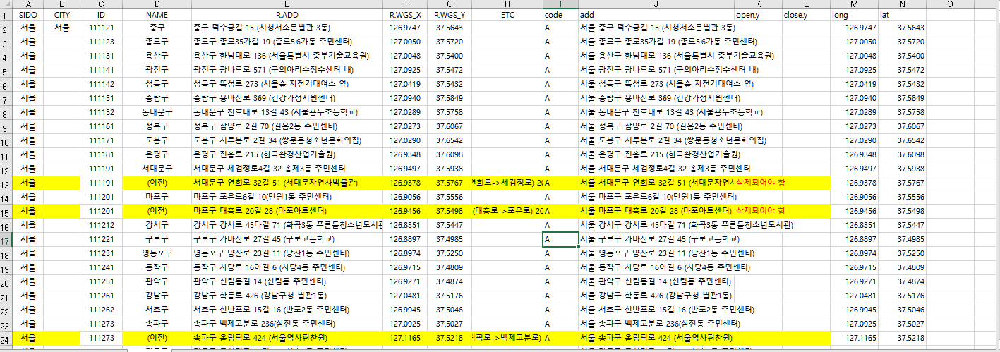 A B C D E F G H I J K L M N O
1 SIDO CITY ID NAME R.ADD R.WGS_X R.WGS_Y ETC code add open.y close.y long lat
2 서울 서울 111121 중구 중구 덕수궁길 15 (시청서소문별관 3동) 126.9747 37.5643 A 서울 중구 덕수궁길 15 (시청서소문별관 3동) 126.9747 37.5643
3 서울 111123 종로구 종로구 종로35가길 19 (종로5.6가동 주민센터) 127.0050 37.5720 A 서울 종로구 종로35가길 19 (종로5.6가동 주민센터) 127.0050 37.5720
4 서울 111131 용산구 용산구 한남대로 136 (서울특별시 중부기술교육원) 127.0048 37.5400 A 서울 용산구 한남대로 136 (서울특별시 중부기술교육원) 127.0048 37.5400
5 서울 111141 광진구 광진구 광나루로 571 (구의아리수정수센터 내) 127.0925 37.5472 A 서울 광진구 광나루로 571 (구의아리수정수센터 내) 127.0925 37.5472
6 서울 111142 성동구 성동구 뚝섬로 273 (서울숲 자전거대여소 옆) 127.0419 37.5432 A 서울 성동구 뚝섬로 273 (서울숲 자전거대여소 옆) 127.0419 37.5432
7 서울 111151 중랑구 중랑구 용마산로 369 (건강가정지원센터) 127.0940 37.5849 A 서울 중랑구 용마산로 369 (건강가정지원센터) 127.0940 37.5849
8 서울 111152 동대문구 동대문구 천호대로 13길 43 (서울용두초등학교) 127.0289 37.5758 A 서울 동대문구 천호대로 13길 43 (서울용두초등학교) 127.0289 37.5758
9 서울 111161 성북구 성북구 삼양로 2길 70 (길음2동 주민센터) 127.0273 37.6067 A 서울 성북구 삼양로 2길 70 (길음2동 주민센터) 127.0273 37.6067
10 서울 111171 도봉구 도봉구 시루봉로 2길 34 (쌍문동청소년문화의집) 127.0290 37.6542 A 서울 도봉구 시루봉로 2길 34 (쌍문동청소년문화의집) 127.0290 37.6542
11 서울 111181 은평구 은평구 진흥로 215 (한국환경산업기술원) 126.9348 37.6098 A 서울 은평구 진흥로 215 (한국환경산업기술원) 126.9348 37.6098
12 서울 111191 서대문구 서대문구 세검정로4길 32 홍제3동 주민센터 126.9497 37.5938 A 서울 서대문구 세검정로4길 32 홍제3동 주민센터 126.9497 37.5938
13 서울 111191 (이전) 서대문구 연희로 32길 51 (서대문자연사박물관) 126.9378 37.5767 연희로->세검정로) 20 A 서울 서대문구 연희로 32길 51 (서대문자연사 삭제되어야 함 126.9378 37.5767
14 서울 111201 마포구 마포구 포은로6길 10(만원1동 주민센터) 126.9056 37.5556 A 서울 마포구 포은로6길 10(만원1동 주민센터) 126.9056 37.5556
15 서울 111201 (이전) 마포구 대흥로 20길 28 (마포아트센터) 126.9456 37.5498 (대흥로->포은로) 20 A 서울 마포구 대흥로 20길 28 (마포아트센터) 삭제되어야 함 126.9456 37.5498
16 서울 111212 강서구 강서구 강서로 45다길 71 (화곡3동 푸른들청소년도서관 126.8351 37.5447 A 서울 강서구 강서로 45다길 71 (화곡3동 푸른들청소년도서관) 126.8351 37.5447
17 서울 111221 구로구 구로구 가마산로 27길 45 (구로고등학교) 126.8897 37.4985 A 서울 구로구 가마산로 27길 45 (구로고등학교) 126.8897 37.4985
18 서울 111231 영등포구 영등포구 양산로 23길 11 (당산1동 주민센터) 126.8974 37.5250 A 서울 영등포구 양산로 23길 11 (당산1동 주민센터) 126.8974 37.5250
19 서울 111241 동작구 동작구 사당로 16아길 6 (사당4동 주민센터) 126.9715 37.4809 A 서울 동작구 사당로 16아길 6 (사당4동 주민센터) 126.9715 37.4809
20 서울 111251 관악구 관악구 신림동길 14 (신림동 주민센터) 126.9271 37.4874 A 서울 관악구 신림동길 14 (신림동 주민센터) 126.9271 37.4874
21 서울 111261 강남구 강남구 학동로 426 (강남구청 별관1동) 127.0481 37.5176 A 서울 강남구 학동로 426 (강남구청 별관1동) 127.0481 37.5176
22 서울 111262 서초구 서초구 신반포로 15길 16 (반포2동 주민센터) 126.9945 37.5046 A 서울 서초구 신반포로 15길 16 (반포2동 주민센터) 126.9945 37.5046
23 서울 111273 송파구 송파구 백제고분로 236(삼전동 주민센터) 127.0925 37.5027 A 서울 송파구 백제고분로 236(삼전동 주민센터) 127.0925 37.5027
24 서울 111273 (이전) 송파구 올림픽로 424 (서울역사편찬원) 127.1165 37.5218 림픽로->백제고분로) A 서울 송파구 올림픽로 424 (서울역사편찬원) 127.1165 37.5218